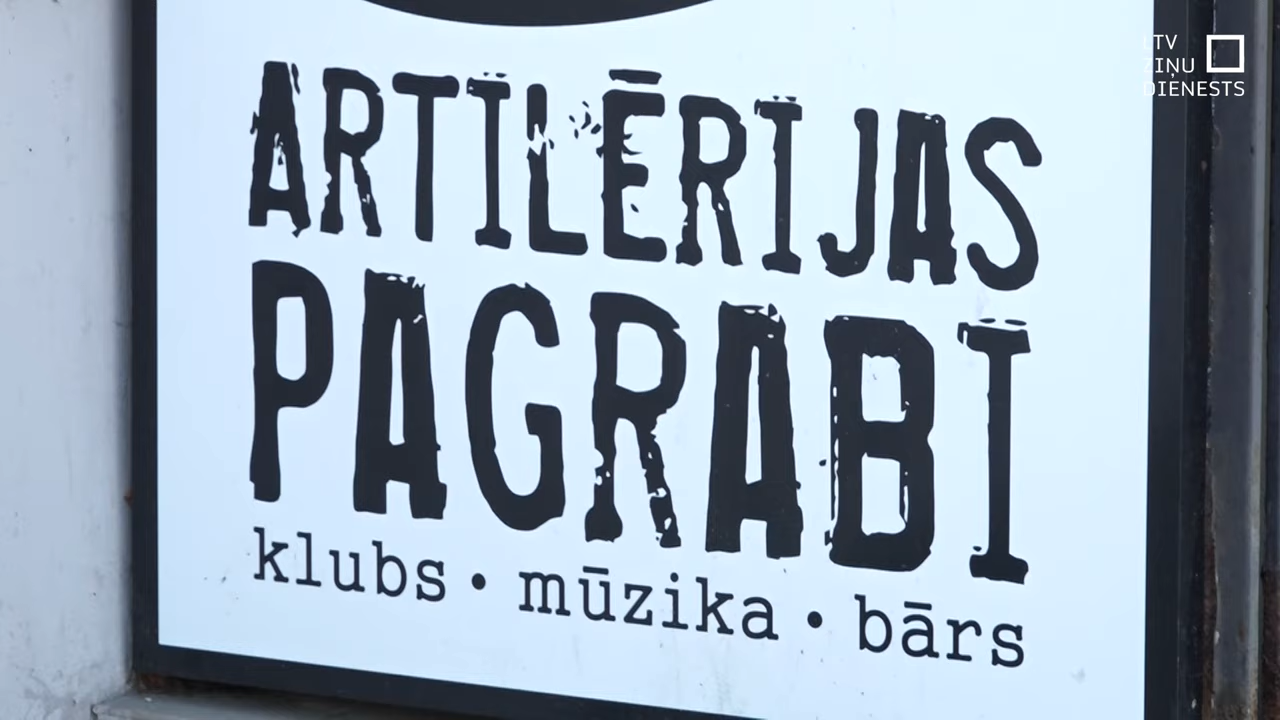 LTV
ZIŅU
DIENESTS
ARTILĒRIJAS
PAGRABI
klubs • mūzika • bārs